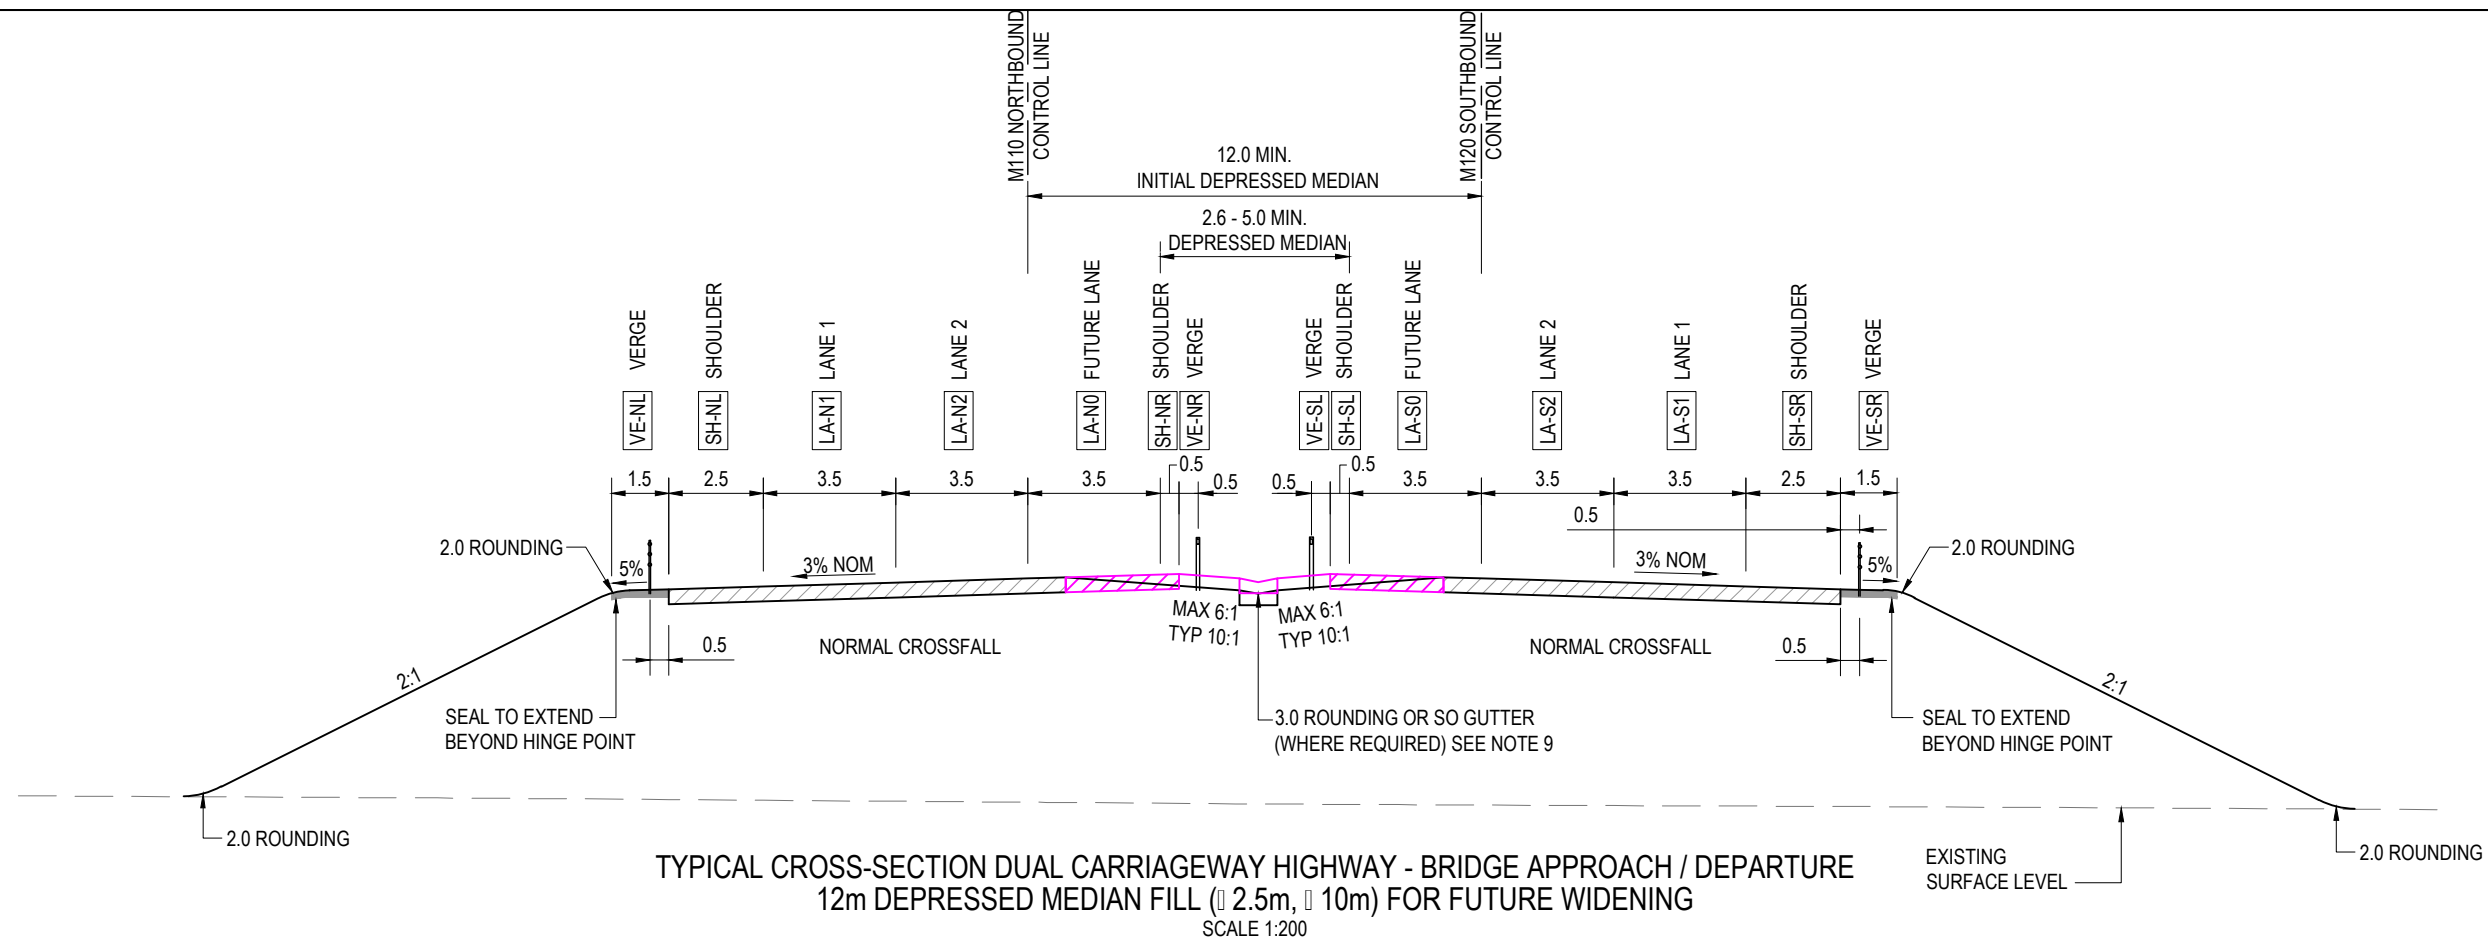 M110 NORTHBOUND
CONTROL LINE
M120 SOUTHBOUND
CONTROL LINE
12.0 MIN.
INITIAL DEPRESSED MEDIAN
2.6 - 5.0 MIN.
DEPRESSED MEDIAN
VE-NL VERGE
SH-NL SHOULDER
LA-N1 LANE 1
LA-N2 LANE 2
LA-N0 FUTURE LANE
SH-NR SHOULDER
VE-NR VERGE
VE-SL VERGE
SH-SL SHOULDER
LA-S0 FUTURE LANE
LA-S2 LANE 2
LA-S1 LANE 1
SH-SR SHOULDER
VE-SR VERGE
0.5 0.5
1.5 2.5 3.5 3.5 3.5 0.5 0.5 3.5 3.5 3.5 2.5 1.5
0.5
2.0 ROUNDING
5%
3% NOM
3% NOM
5%
2.0 ROUNDING
MAX 6:1
TYP 10:1
MAX 6:1
TYP 10:1
0.5
NORMAL CROSSFALL
NORMAL CROSSFALL
0.5
2:1
2:1
SEAL TO EXTEND
BEYOND HINGE POINT
3.0 ROUNDING OR SO GUTTER
(WHERE REQUIRED) SEE NOTE 9
SEAL TO EXTEND
BEYOND HINGE POINT
2.0 ROUNDING
EXISTING
SURFACE LEVEL
2.0 ROUNDING
TYPICAL CROSS-SECTION DUAL CARRIAGEWAY HIGHWAY - BRIDGE APPROACH / DEPARTURE
12m DEPRESSED MEDIAN FILL (▯ 2.5m, ▯ 10m) FOR FUTURE WIDENING
SCALE 1:200